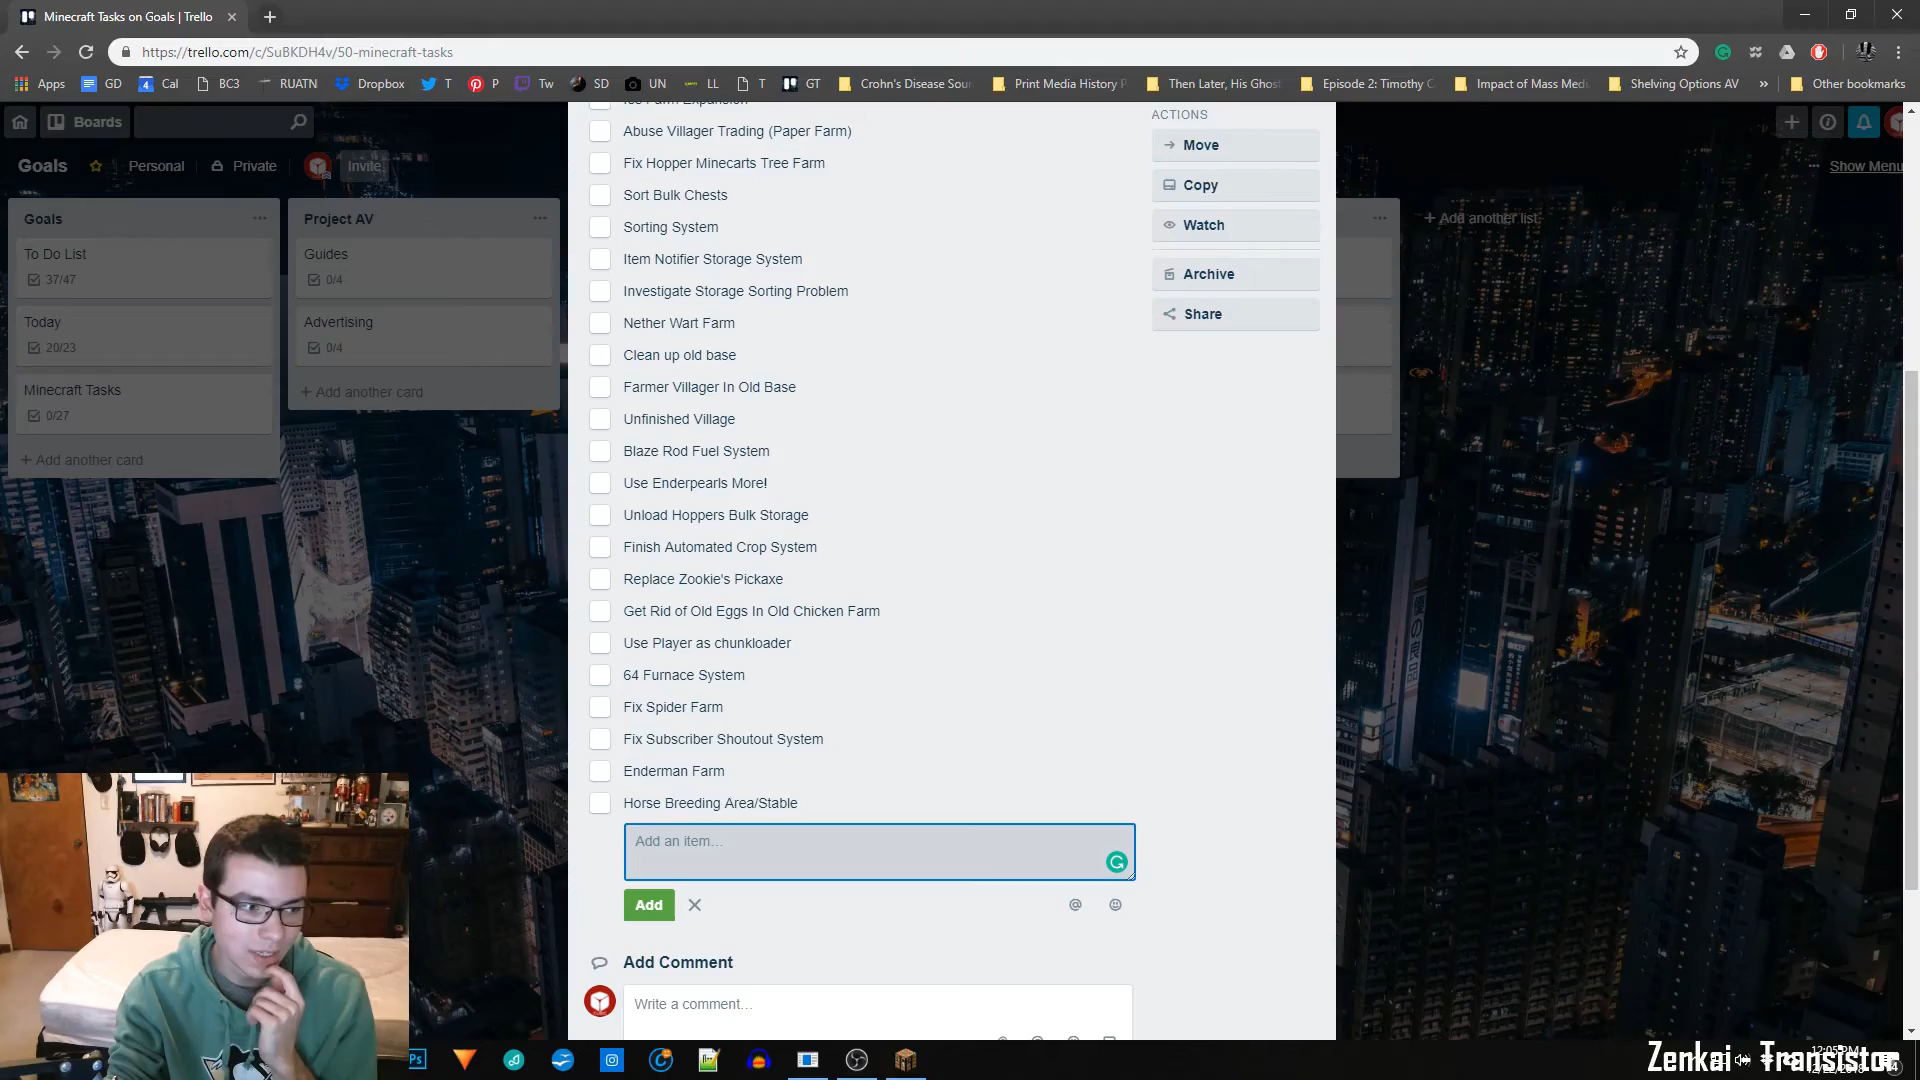 Minecraft Tasks on Goals | Trello
https://trello.com/c/SuBKDH4v/50-minecraft-tasks
Apps GD Cal BC3 RUATN Dropbox T P Tw SD UN LL T GT Crohn's Disease Sour Print Media History P Then Later, His Ghost Episode 2: Timothy C Impact of Mass Medi Shelving Options AV » Other bookmarks
Boards
Goals Personal Private Invite
Show Menu
Goals
To Do List
37/47
Today
20/23
Minecraft Tasks
0/27
+ Add another card
Project AV
Guides
0/4
Advertising
0/4
+ Add another card
Abuse Villager Trading (Paper Farm)
Fix Hopper Minecarts Tree Farm
Sort Bulk Chests
Sorting System
Item Notifier Storage System
Investigate Storage Sorting Problem
Nether Wart Farm
Clean up old base
Farmer Villager In Old Base
Unfinished Village
Blaze Rod Fuel System
Use Enderpearls More!
Unload Hoppers Bulk Storage
Finish Automated Crop System
Replace Zookie's Pickaxe
Get Rid of Old Eggs In Old Chicken Farm
Use Player as chunkloader
64 Furnace System
Fix Spider Farm
Fix Subscriber Shoutout System
Enderman Farm
Horse Breeding Area/Stable
Add an item…
Add
Add Comment
Write a comment…
ACTIONS
Move
Copy
Watch
Archive
Share
+ Add another list
Ps
12:05 PM
Zenkai Transistor